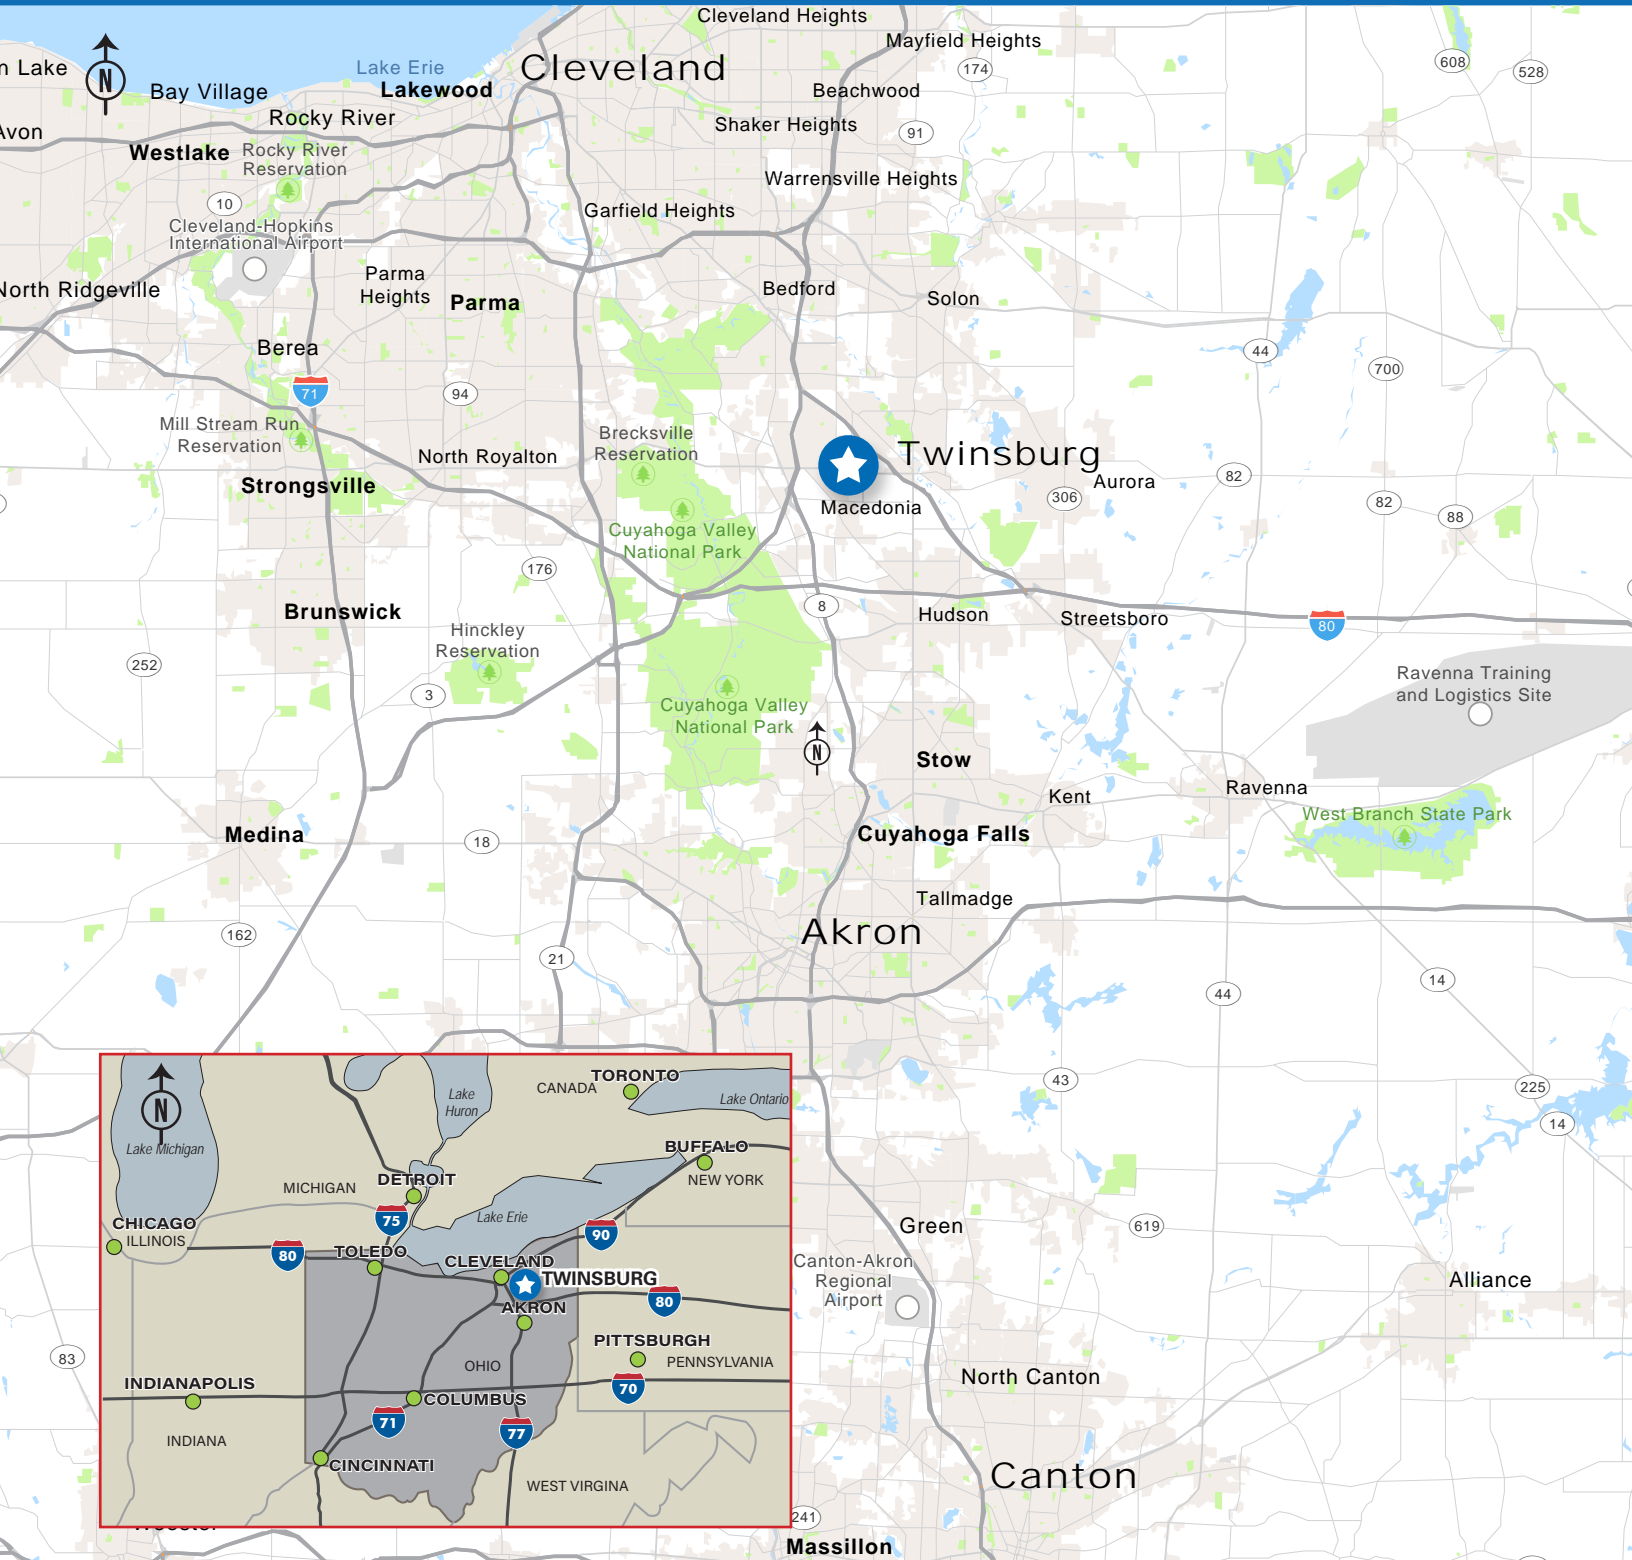 Cleveland Heights
Mayfield Heights
Cleveland
Lake Erie
Lake
N
Bay Village
Lakewood
Beachwood
174
608
528
Rocky River
Shaker Heights
91
Avon
Westlake
Rocky River
Reservation
Warrensville Heights
10
Garfield Heights
Cleveland-Hopkins
International Airport
North Ridgeville
Parma
Heights
Parma
Bedford
Solon
Berea
44
700
71
94
Mill Stream Run
Reservation
Brecksville
Reservation
North Royalton
Twinsburg
Strongsville
Aurora
82
306
82
88
Macedonia
Cuyahoga Valley
National Park
176
Brunswick
8
Hudson
Streetsboro
80
Hinckley
Reservation
252
3
Ravenna Training
and Logistics Site
Cuyahoga Valley
National Park
N
Stow
Kent
Ravenna
West Branch State Park
Medina
18
Cuyahoga Falls
Tallmadge
Akron
162
21
44
14
43
225
14
Green
619
Canton-Akron
Regional
Airport
Alliance
83
North Canton
Canton
241
Massillon
N
Lake Michigan
Lake
Huron
CANADA
TORONTO
Lake Ontario
BUFFALO
NEW YORK
DETROIT
MICHIGAN
75
Lake Erie
90
CHICAGO
ILLINOIS
80
TOLEDO
CLEVELAND
TWINSBURG
80
AKRON
PITTSBURGH
PENNSYLVANIA
OHIO
70
INDIANAPOLIS
COLUMBUS
71
77
INDIANA
CINCINNATI
WEST VIRGINA